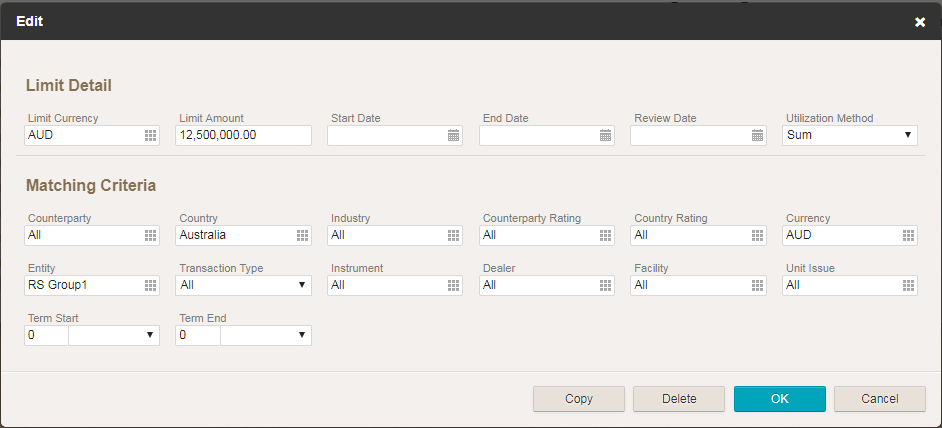 Edit
Limit Detail
Limit Currency Limit Amount Start Date End Date Review Date Utilization Method
AUD 12,500,000.00 Sum
Matching Criteria
Counterparty Country Industry Counterparty Rating Country Rating Currency
All Australia All All All AUD
Entity Transaction Type Instrument Dealer Facility Unit Issue
RS Group1 All All All All All
Term Start Term End
0 0
Copy Delete OK Cancel